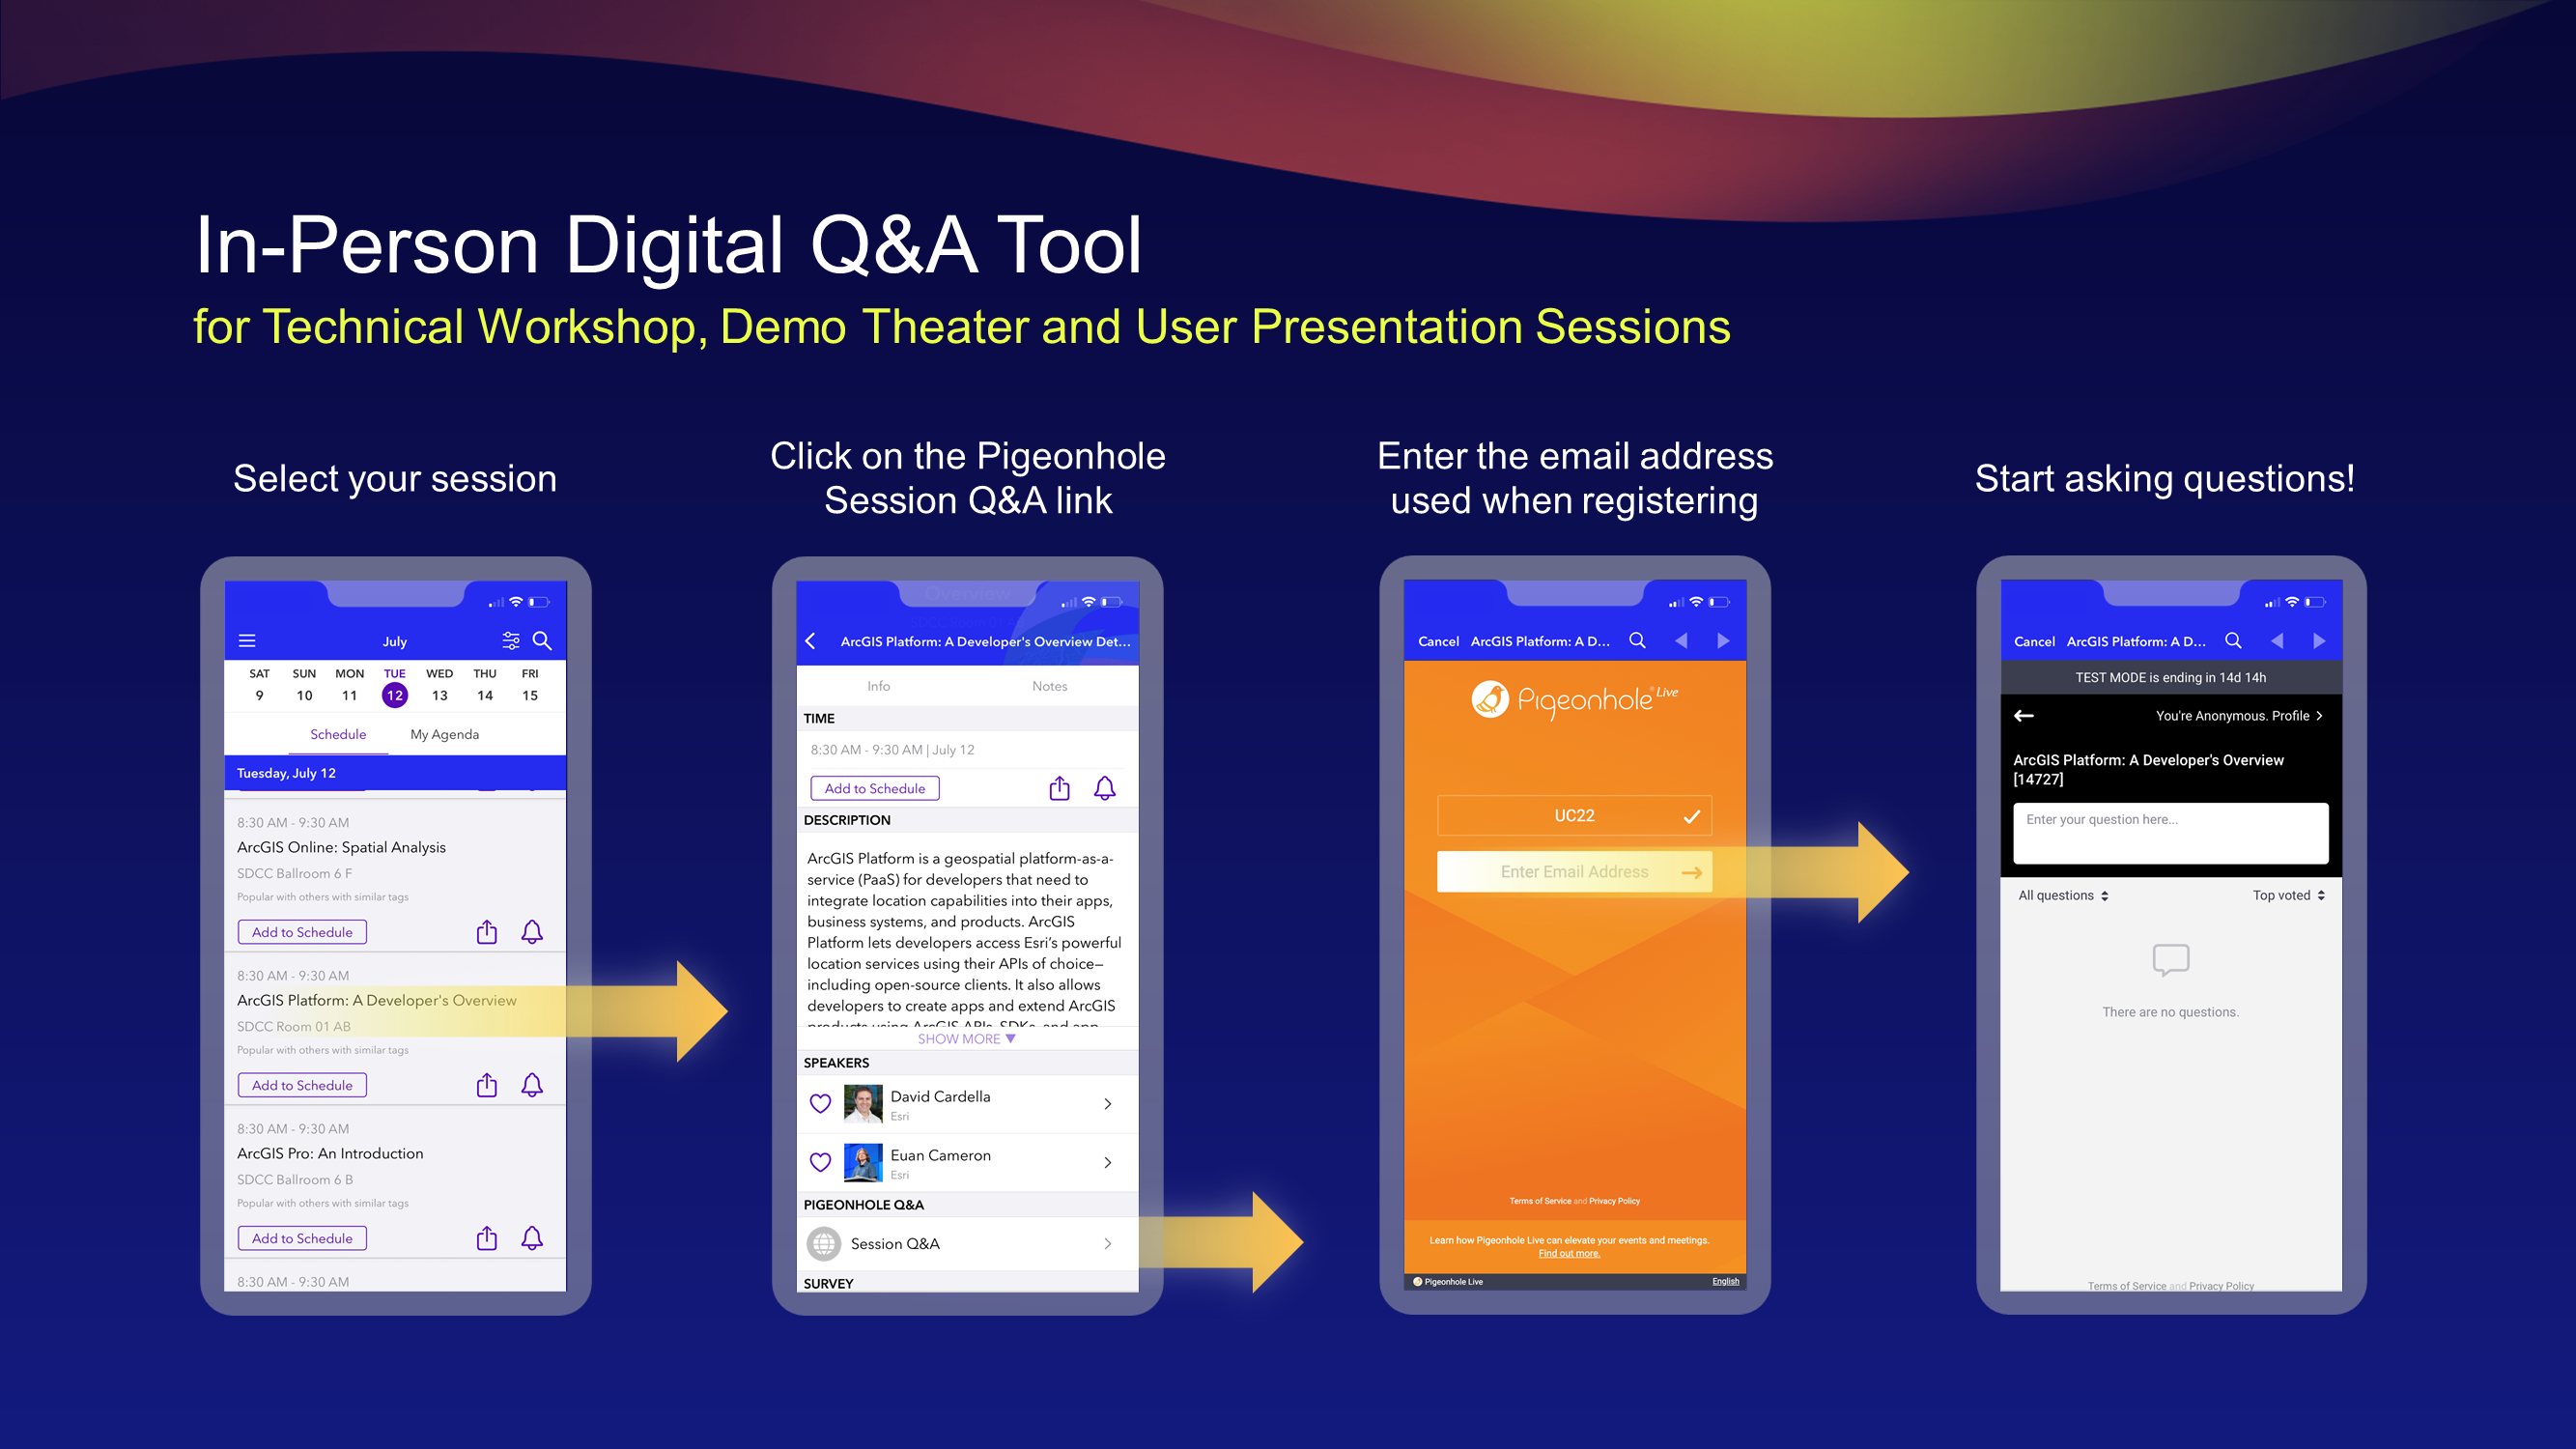 In-Person Digital Q&A Tool
for Technical Workshop, Demo Theater and User Presentation Sessions
Select your session
July
SAT SUN MON TUE WED THU FRI
9 10 11 12 13 14 15
Schedule My Agenda
Tuesday, July 12
8:30 AM - 9:30 AM
ArcGIS Online: Spatial Analysis
SDCC Ballroom 6 F
Popular with others with similar tags
Add to Schedule
8:30 AM - 9:30 AM
ArcGIS Platform: A Developer's Overview
SDCC Room 01 AB
Popular with others with similar tags
Add to Schedule
8:30 AM - 9:30 AM
ArcGIS Pro: An Introduction
SDCC Ballroom 6 B
Popular with others with similar tags
Add to Schedule
8:30 AM - 9:30 AM
Click on the Pigeonhole
Session Q&A link
Overview
ArcGIS Platform: A Developer's Overview Det...
Info Notes
TIME
8:30 AM - 9:30 AM | July 12
Add to Schedule
DESCRIPTION
ArcGIS Platform is a geospatial platform-as-a-
service (PaaS) for developers that need to
integrate location capabilities into their apps,
business systems, and products. ArcGIS
Platform lets developers access Esri's powerful
location services using their APIs of choice—
including open-source clients. It also allows
developers to create apps and extend ArcGIS
products using ArcGIS APIs, SDKs, and app
SHOW MORE ▼
SPEAKERS
David Cardella
Esri
Euan Cameron
Esri
PIGEONHOLE Q&A
Session Q&A
SURVEY
Enter the email address
used when registering
Cancel ArcGIS Platform: A D...
Pigeonhole® Live
UC22
Enter Email Address
Terms of Service and Privacy Policy
Learn how Pigeonhole Live can elevate your events and meetings.
Find out more.
Pigeonhole Live English
Start asking questions!
Cancel ArcGIS Platform: A D...
TEST MODE is ending in 14d 14h
You're Anonymous. Profile >
ArcGIS Platform: A Developer's Overview
[14727]
Enter your question here...
All questions Top voted
There are no questions.
Terms of Service and Privacy Policy